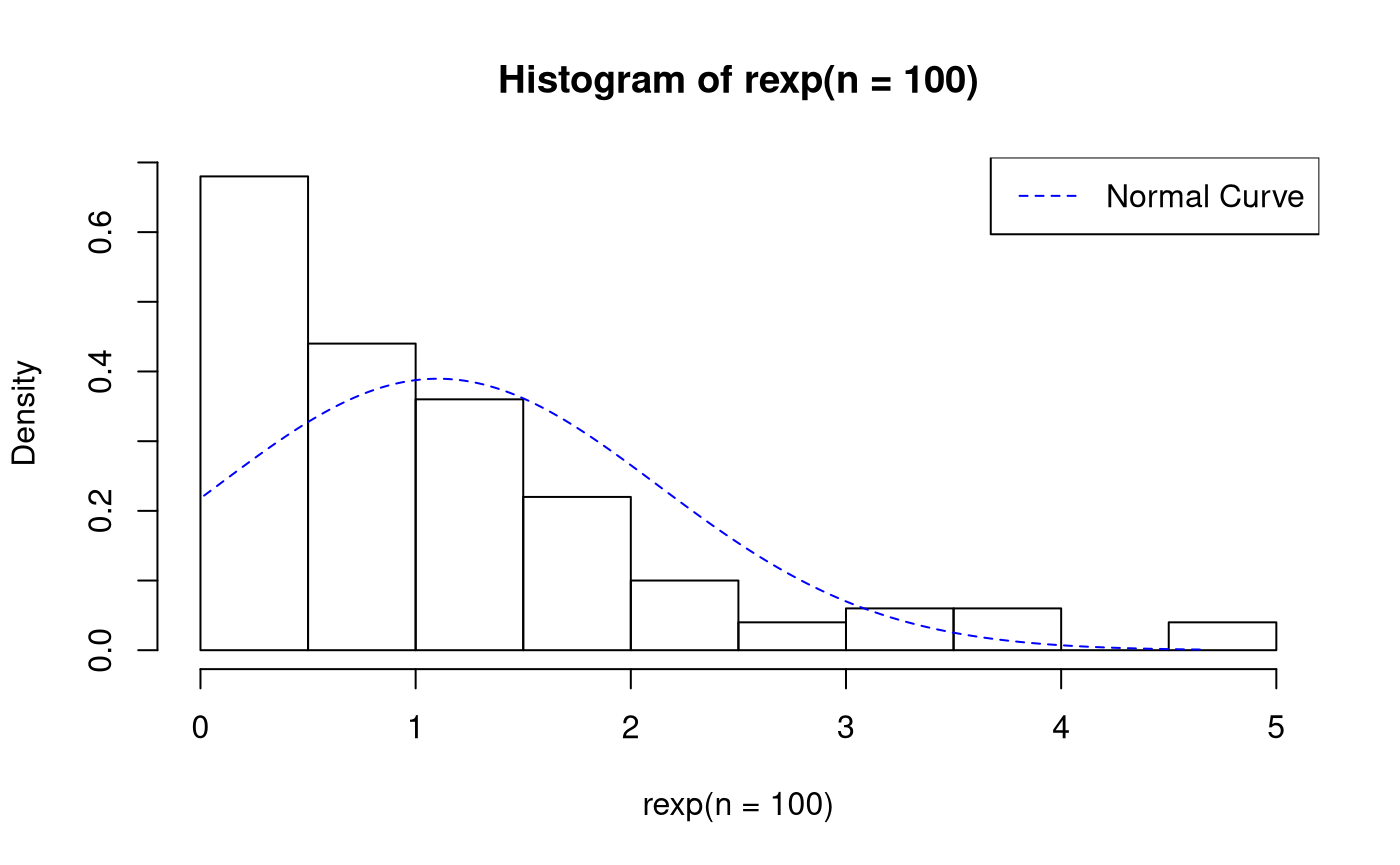 Histogram of rexp(n = 100)
Normal Curve
Density
0.6
0.4
0.2
0.0
0 1 2 3 4 5
rexp(n = 100)